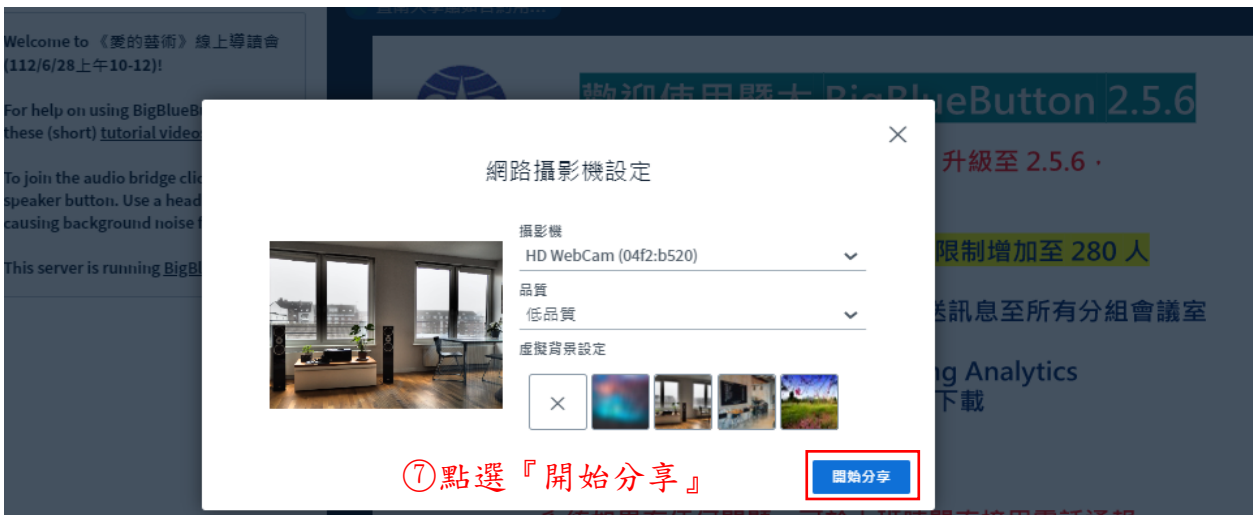 Welcome to 《愛的藝術》線上導讀會
(112/6/28上午10-12)!
For help on using BigBlueB
these (short) tutorial video
To join the audio bridge clic
speaker button. Use a head
causing background noise f
This server is running BigBl
歡迎使用暨大 BigBlueButton 2.5.6
升級至 2.5.6，
限制增加至 280 人
送訊息至所有分組會議室
ng Analytics
下載
網路攝影機設定
攝影機
HD WebCam (04f2:b520)
品質
低品質
虛擬背景設定
⑦點選『開始分享』
開始分享